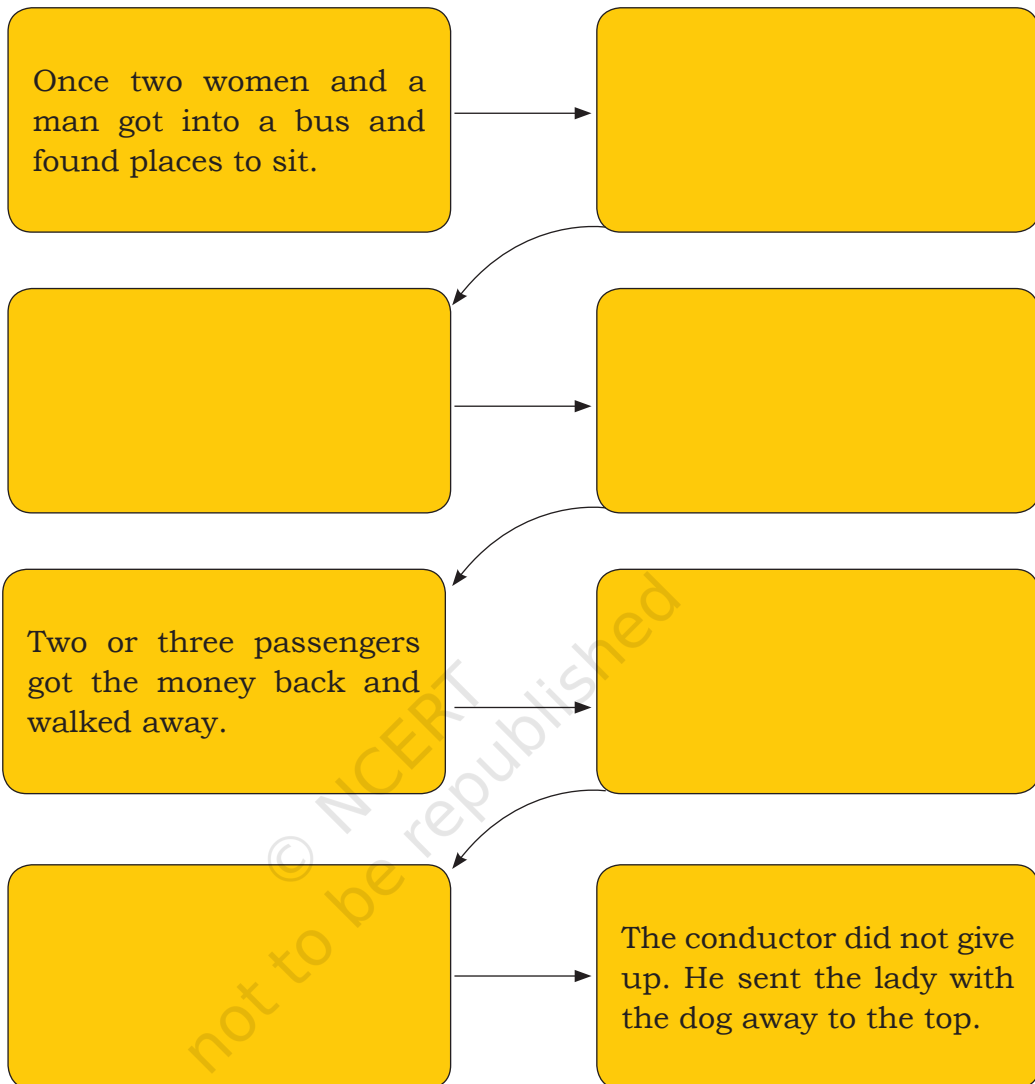 Once two women and a
man got into a bus and
found places to sit.
Two or three passengers
got the money back and
walked away.
© NCERT
not to be republished
The conductor did not give
up. He sent the lady with
the dog away to the top.